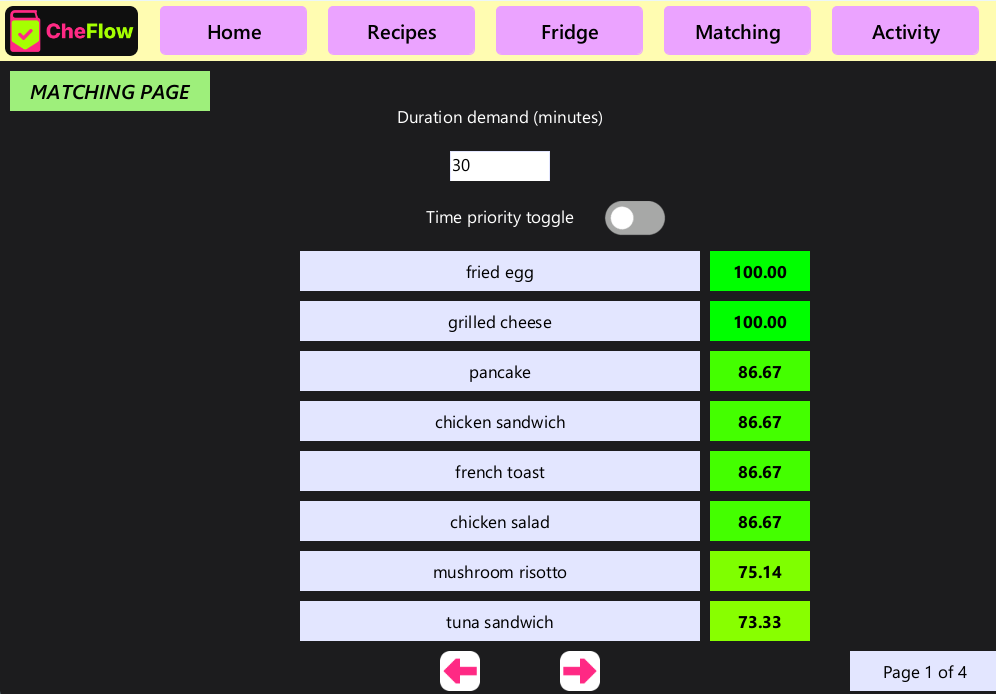 CheFlow Home Recipes Fridge Matching Activity
MATCHING PAGE
Duration demand (minutes)
30
Time priority toggle
fried egg 100.00
grilled cheese 100.00
pancake 86.67
chicken sandwich 86.67
french toast 86.67
chicken salad 86.67
mushroom risotto 75.14
tuna sandwich 73.33
Page 1 of 4